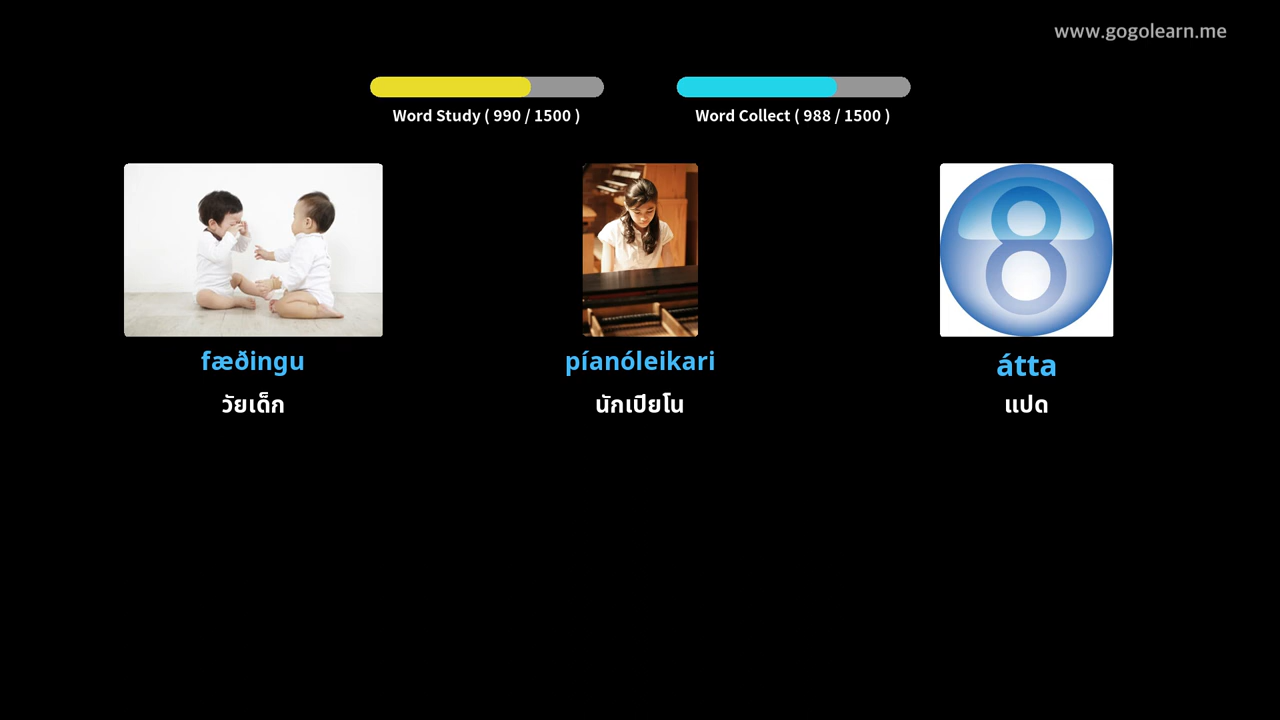 www.gogolearn.me
Word Study ( 990 / 1500 )
Word Collect ( 988 / 1500 )
8
fæðingu
píanóleikari
átta
วัยเด็ก
นักเปียโน
แปด